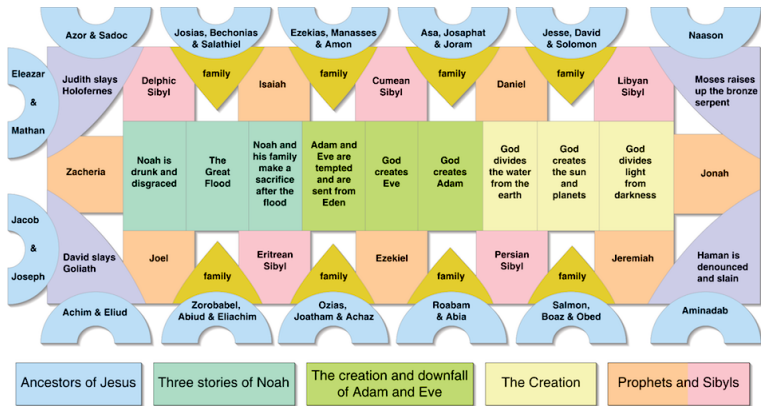 Azor & Sadoc
Josias, Bechonias
& Salathiel
Ezekias, Manasses
& Amon
Asa, Josaphat
& Joram
Jesse, David
& Solomon
Naason
Eleazar
&
Mathan
Judith slays
Holofernes
Delphic
Sibyl
family
Isaiah
family
Cumean
Sibyl
family
Daniel
family
Libyan
Sibyl
Moses raises
up the bronze
serpent
Zacheria
Noah is
drunk and
disgraced
The
Great
Flood
Noah and
his family
make a
sacrifice
after the
flood
Adam and
Eve are
tempted
and are
sent from
Eden
God
creates
Eve
God
creates
Adam
God
divides
the water
from the
earth
God
creates
the sun
and
planets
God
divides
light
from
darkness
Jonah
Jacob
&
Joseph
David slays
Goliath
Joel
family
Eritrean
Sibyl
family
Ezekiel
family
Persian
Sibyl
family
Jeremiah
Haman is
denounced
and slain
Achim & Eliud
Zorobabel,
Abiud & Eliachim
Ozias,
Joatham & Achaz
Roabam
& Abia
Salmon,
Boaz & Obed
Aminadab
Ancestors of Jesus
Three stories of Noah
The creation and downfall
of Adam and Eve
The Creation
Prophets and Sibyls